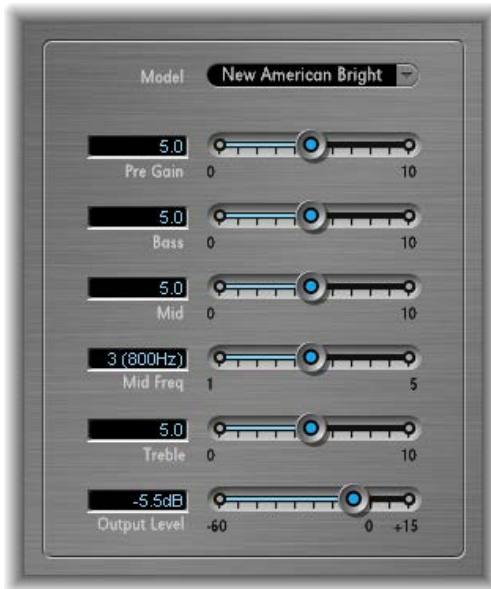 Model New American Bright
5.0
Pre Gain 0 10
5.0
Bass 0 10
5.0
Mid 0 10
3 (800Hz)
Mid Freq 1 5
5.0
Treble 0 10
-5.5dB
Output Level -60 0 +15